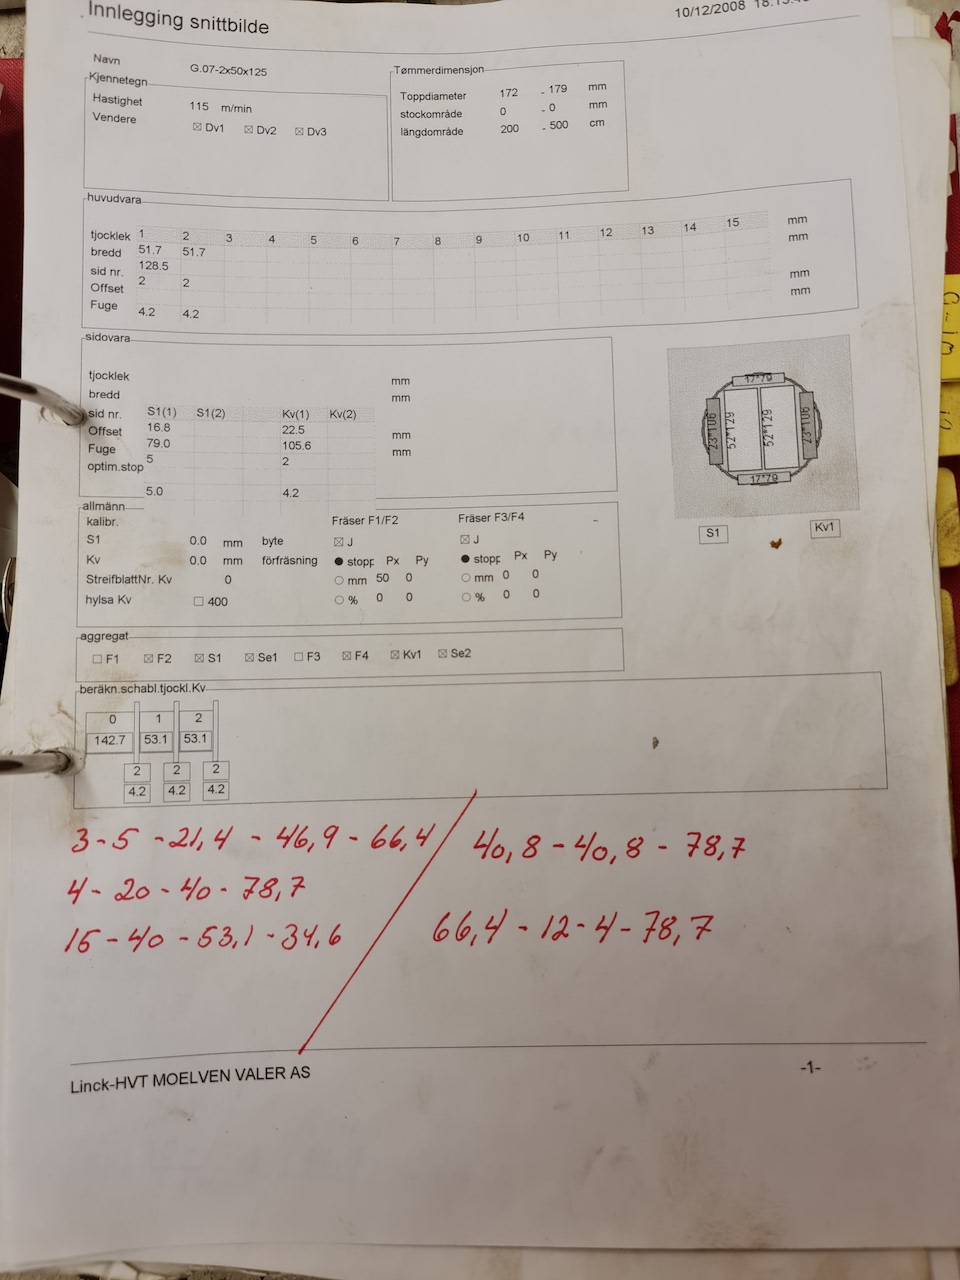 Innlegging snittbilde
10/12/2008
Navn G.07-2x50x125
Kjennetegn
Hastighet 115 m/min
Vendere ☒ Dv1 ☒ Dv2 ☒ Dv3
Tømmerdimensjon
Toppdiameter 172 - 179 mm
stockområde 0 - 0 mm
längdområde 200 - 500 cm
huvudvara
1 2 3 4 5 6 7 8 9 10 11 12 13 14 15
tjocklek 51.7 51.7 mm
bredd 128.5 mm
sid nr. 2 2
Offset mm
Fuge 4.2 4.2 mm
sidovara
S1(1) S1(2) Kv(1) Kv(2)
tjocklek 16.8 22.5 mm
bredd 79.0 105.6 mm
sid nr. 5 2
Offset mm
Fuge 5.0 4.2 mm
optim.stop
17*79
23*106 52*129 52*129 23*106
17*79
S1 Kv1
allmänn
kalibr. Fräser F1/F2 Fräser F3/F4
S1 0.0 mm byte ☒ J ☒ J
Kv 0.0 mm förfräsning stopp Px Py stopp Px Py
StreifblattNr. Kv 0 mm 50 0 mm 0 0
hylsa Kv ☐ 400 % 0 0 % 0 0
aggregat
☐ F1 ☒ F2 ☒ S1 ☒ Se1 ☐ F3 ☒ F4 ☒ Kv1 ☒ Se2
beräkn.schabl.tjockl.Kv
0 1 2
142.7 53.1 53.1
2 2 2
4.2 4.2 4.2
3-5-21,4-46,9-66,4 / 40,8-40,8-78,7
4-20-40-78,7
15-40-53,1-34,6 66,4-12-4-78,7
Linck-HVT MOELVEN VALER AS -1-